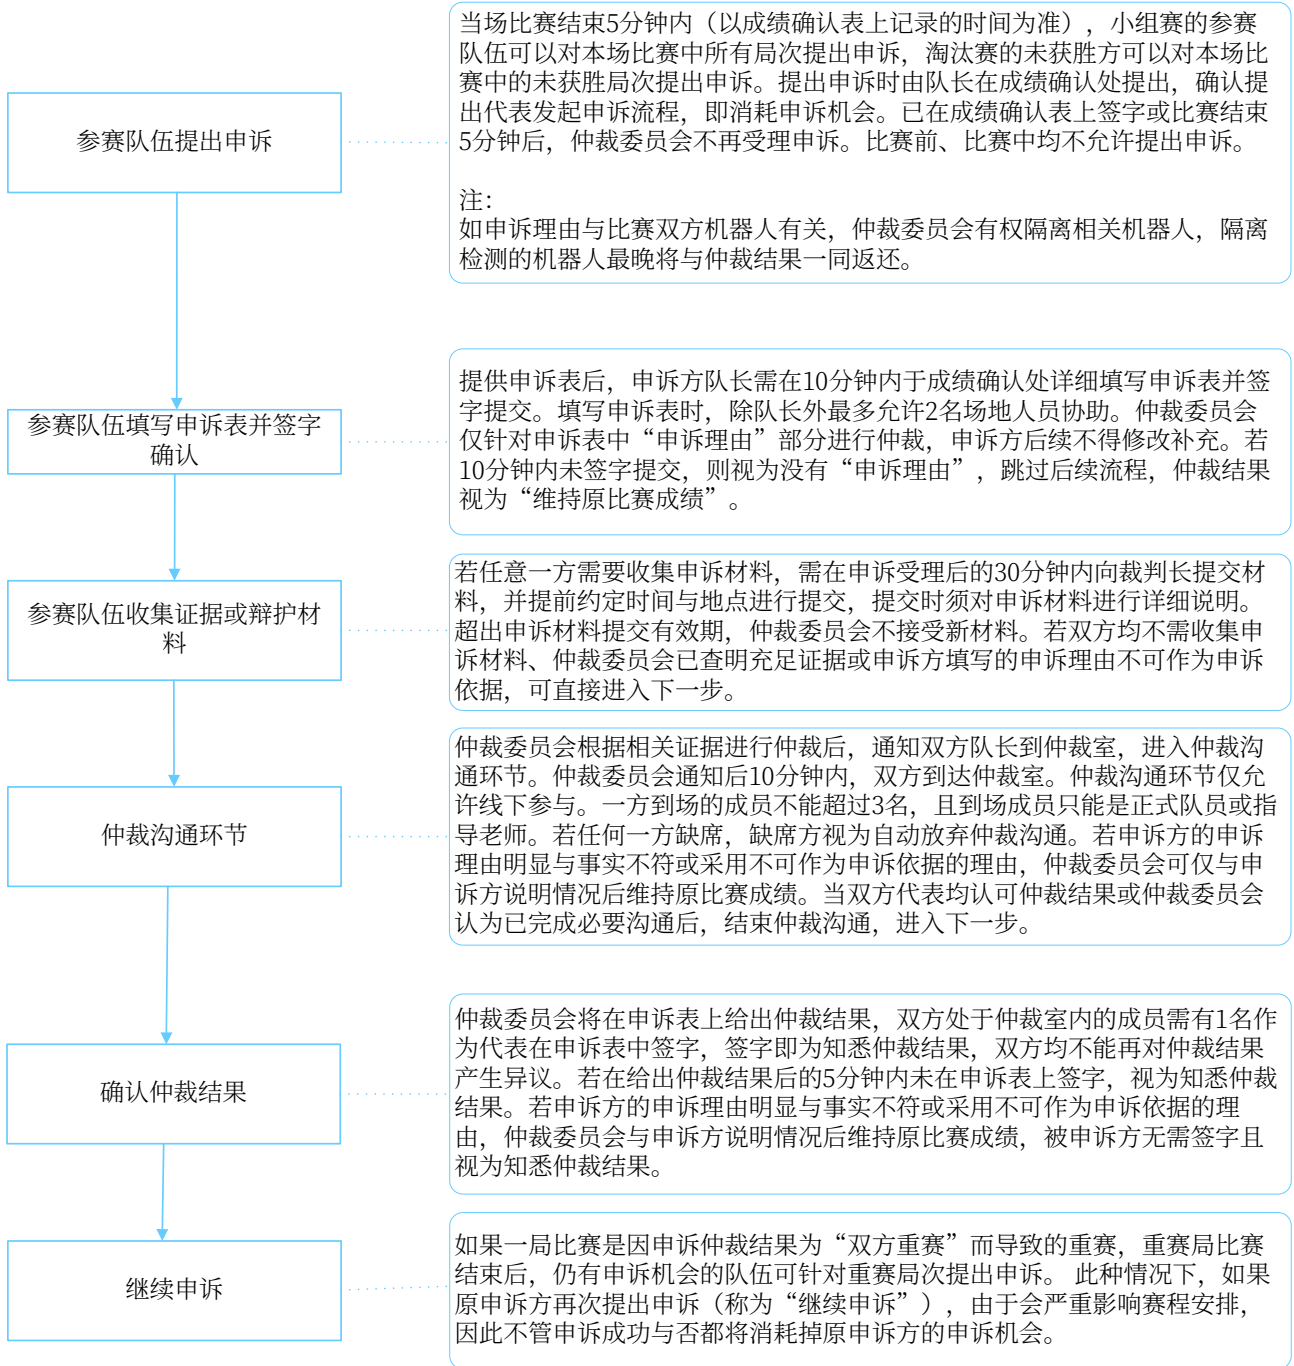 参赛队伍提出申诉
当场比赛结束5分钟内（以成绩确认表上记录的时间为准），小组赛的参赛
队伍可以对本场比赛中所有局次提出申诉，淘汰赛的未获胜方可以对本场比
赛中的未获胜局次提出申诉。提出申诉时由队长在成绩确认处提出，确认提
出代表发起申诉流程，即消耗申诉机会。已在成绩确认表上签字或比赛结束
5分钟后，仲裁委员会不再受理申诉。比赛前、比赛中均不允许提出申诉。
注：
如申诉理由与比赛双方机器人有关，仲裁委员会有权隔离相关机器人，隔离
检测的机器人最晚将与仲裁结果一同返还。
参赛队伍填写申诉表并签字
确认
提供申诉表后，申诉方队长需在10分钟内于成绩确认处详细填写申诉表并签
字提交。填写申诉表时，除队长外最多允许2名场地人员协助。仲裁委员会
仅针对申诉表中“申诉理由”部分进行仲裁，申诉方后续不得修改补充。若
10分钟内未签字提交，则视为没有“申诉理由”，跳过后续流程，仲裁结果
视为“维持原比赛成绩”。
参赛队伍收集证据或辩护材
料
若任意一方需要收集申诉材料，需在申诉受理后的30分钟内向裁判长提交材
料，并提前约定时间与地点进行提交，提交时须对申诉材料进行详细说明。
超出申诉材料提交有效期，仲裁委员会不接受新材料。若双方均不需收集申
诉材料、仲裁委员会已查明充足证据或申诉方填写的申诉理由不可作为申诉
依据，可直接进入下一步。
仲裁沟通环节
仲裁委员会根据相关证据进行仲裁后，通知双方队长到仲裁室，进入仲裁沟
通环节。仲裁委员会通知后10分钟内，双方到达仲裁室。仲裁沟通环节仅允
许线下参与。一方到场的成员不能超过3名，且到场成员只能是正式队员或指
导老师。若任何一方缺席，缺席方视为自动放弃仲裁沟通。若申诉方的申诉
理由明显与事实不符或采用不可作为申诉依据的理由，仲裁委员会可仅与申
诉方说明情况后维持原比赛成绩。当双方代表均认可仲裁结果或仲裁委员会
认为已完成必要沟通后，结束仲裁沟通，进入下一步。
确认仲裁结果
仲裁委员会将在申诉表上给出仲裁结果，双方处于仲裁室内的成员需有1名作
为代表在申诉表中签字，签字即为知悉仲裁结果，双方均不能再对仲裁结果
产生异议。若在给出仲裁结果后的5分钟内未在申诉表上签字，视为知悉仲裁
结果。若申诉方的申诉理由明显与事实不符或采用不可作为申诉依据的理
由，仲裁委员会与申诉方说明情况后维持原比赛成绩，被申诉方无需签字且
视为知悉仲裁结果。
继续申诉
如果一局比赛是因申诉仲裁结果为“双方重赛”而导致的重赛，重赛局比赛
结束后，仍有申诉机会的队伍可针对重赛局次提出申诉。 此种情况下，如果
原申诉方再次提出申诉（称为“继续申诉”），由于会严重影响赛程安排，
因此不管申诉成功与否都将消耗掉原申诉方的申诉机会。